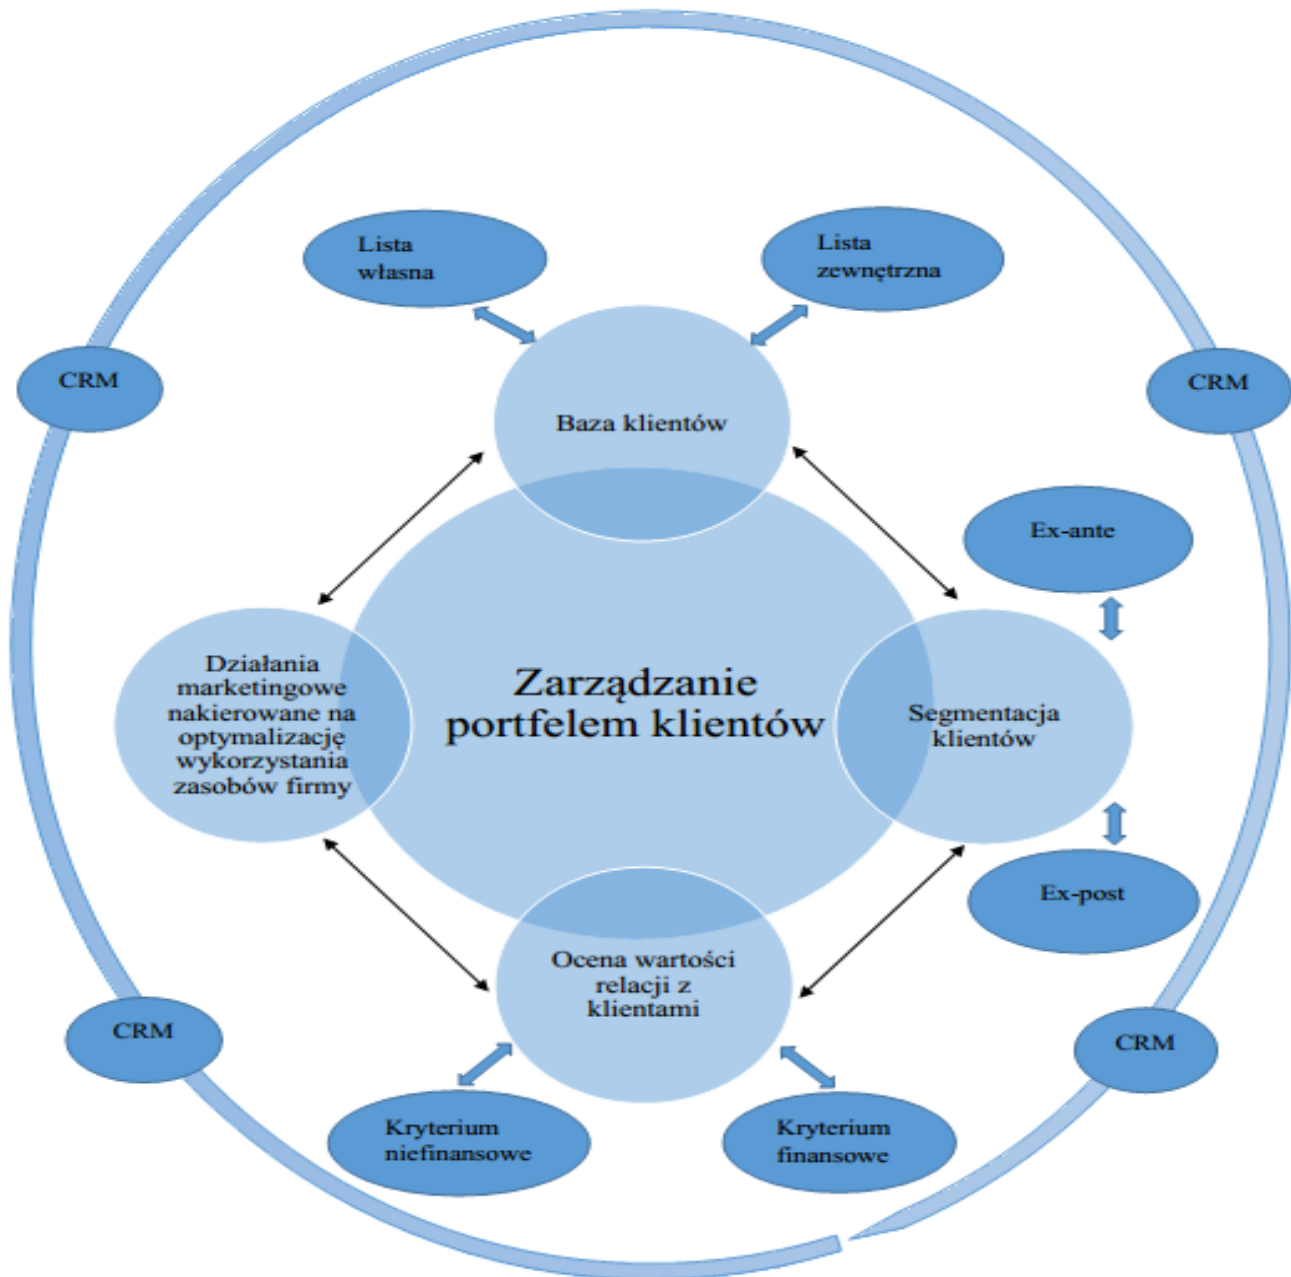 Lista
własna
Lista
zewnętrzna
CRM
CRM
Baza klientów
Ex-ante
Działania
marketingowe
nakierowane na
optymalizację
wykorzystania
zasobów firmy
Zarządzanie
portfelem klientów
Segmentacja
klientów
Ex-post
Ocena wartości
relacji z
klientami
CRM
CRM
Kryterium
niefinansowe
Kryterium
finansowe